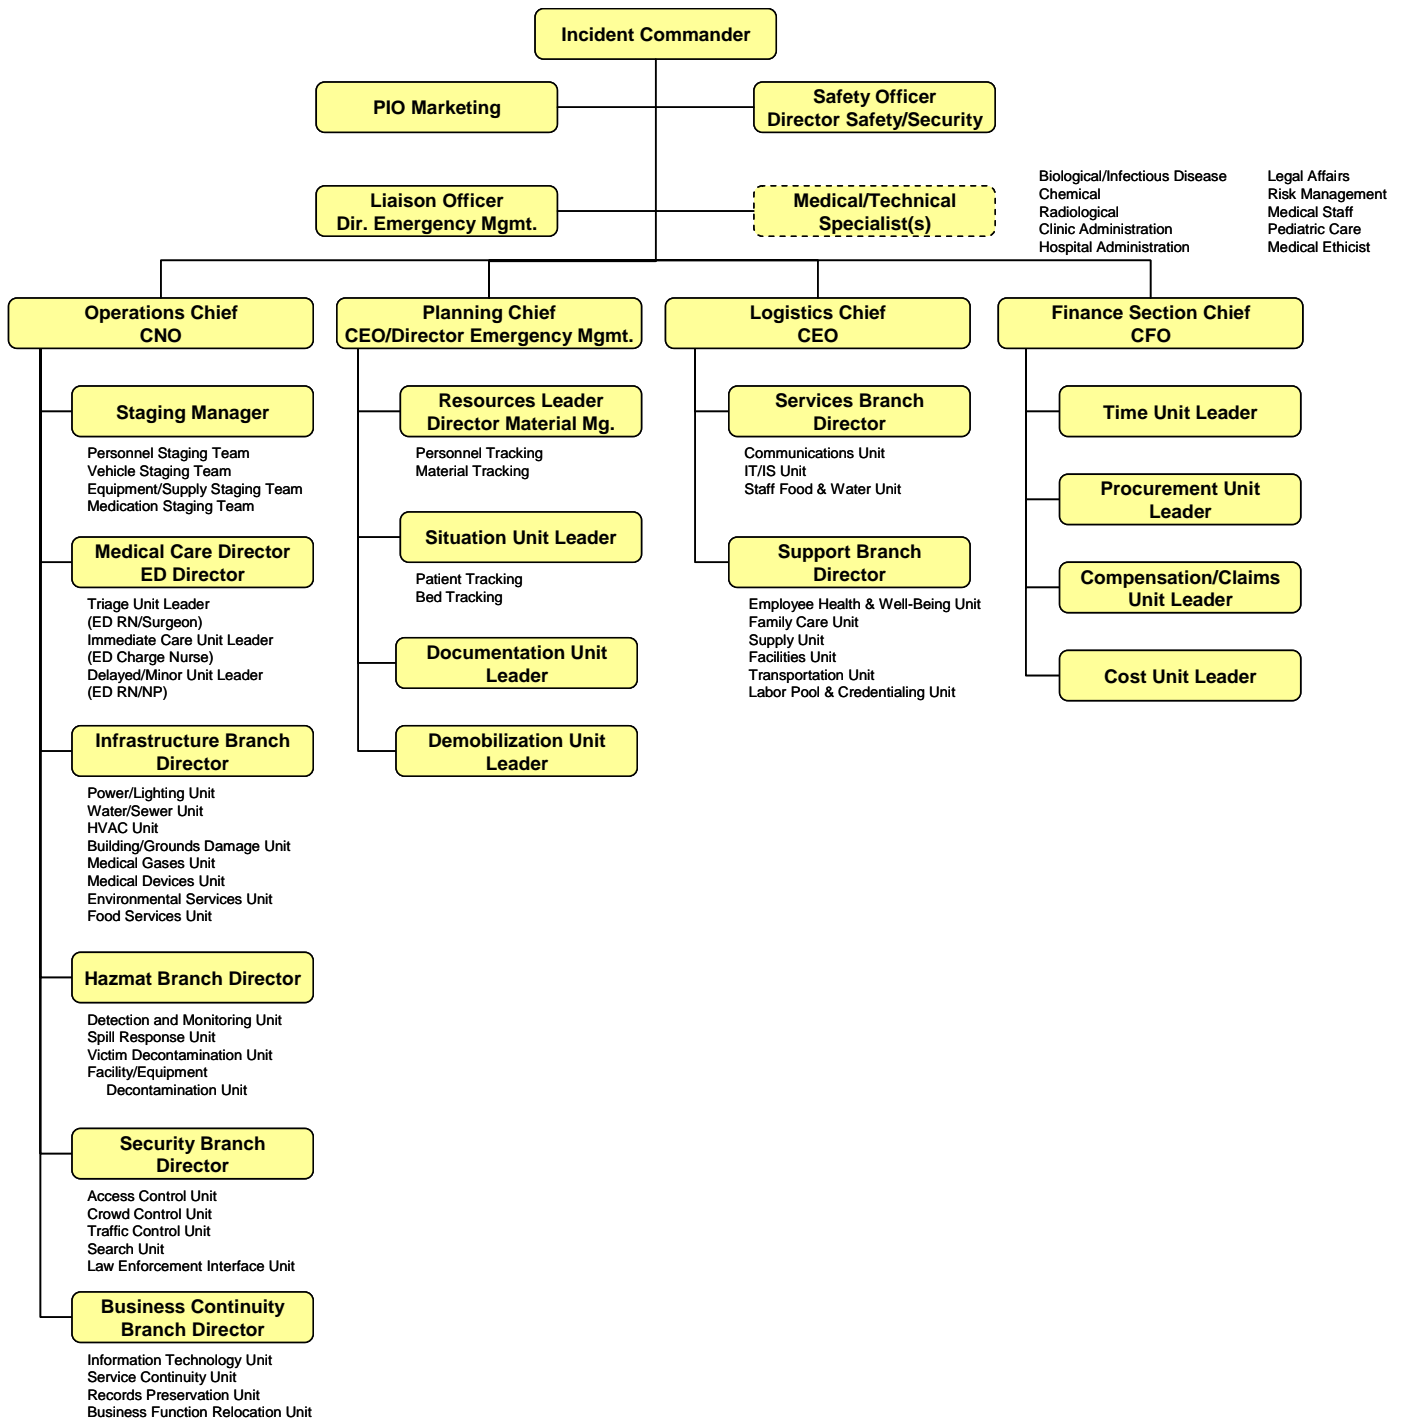 Incident Commander
PIO Marketing
Safety Officer
Director Safety/Security
Liaison Officer
Dir. Emergency Mgmt.
Medical/Technical
Specialist(s)
Biological/Infectious Disease
Chemical
Radiological
Clinic Administration
Hospital Administration
Legal Affairs
Risk Management
Medical Staff
Pediatric Care
Medical Ethicist
Operations Chief
CNO
Staging Manager
Personnel Staging Team
Vehicle Staging Team
Equipment/Supply Staging Team
Medication Staging Team
Medical Care Director
ED Director
Triage Unit Leader
(ED RN/Surgeon)
Immediate Care Unit Leader
(ED Charge Nurse)
Delayed/Minor Unit Leader
(ED RN/NP)
Infrastructure Branch
Director
Power/Lighting Unit
Water/Sewer Unit
HVAC Unit
Building/Grounds Damage Unit
Medical Gases Unit
Medical Devices Unit
Environmental Services Unit
Food Services Unit
Hazmat Branch Director
Detection and Monitoring Unit
Spill Response Unit
Victim Decontamination Unit
Facility/Equipment
Decontamination Unit
Security Branch
Director
Access Control Unit
Crowd Control Unit
Traffic Control Unit
Search Unit
Law Enforcement Interface Unit
Business Continuity
Branch Director
Information Technology Unit
Service Continuity Unit
Records Preservation Unit
Business Function Relocation Unit
Planning Chief
CEO/Director Emergency Mgmt.
Resources Leader
Director Material Mg.
Personnel Tracking
Material Tracking
Situation Unit Leader
Patient Tracking
Bed Tracking
Documentation Unit
Leader
Demobilization Unit
Leader
Logistics Chief
CEO
Services Branch
Director
Communications Unit
IT/IS Unit
Staff Food & Water Unit
Support Branch
Director
Employee Health & Well-Being Unit
Family Care Unit
Supply Unit
Facilities Unit
Transportation Unit
Labor Pool & Credentialing Unit
Finance Section Chief
CFO
Time Unit Leader
Procurement Unit
Leader
Compensation/Claims
Unit Leader
Cost Unit Leader